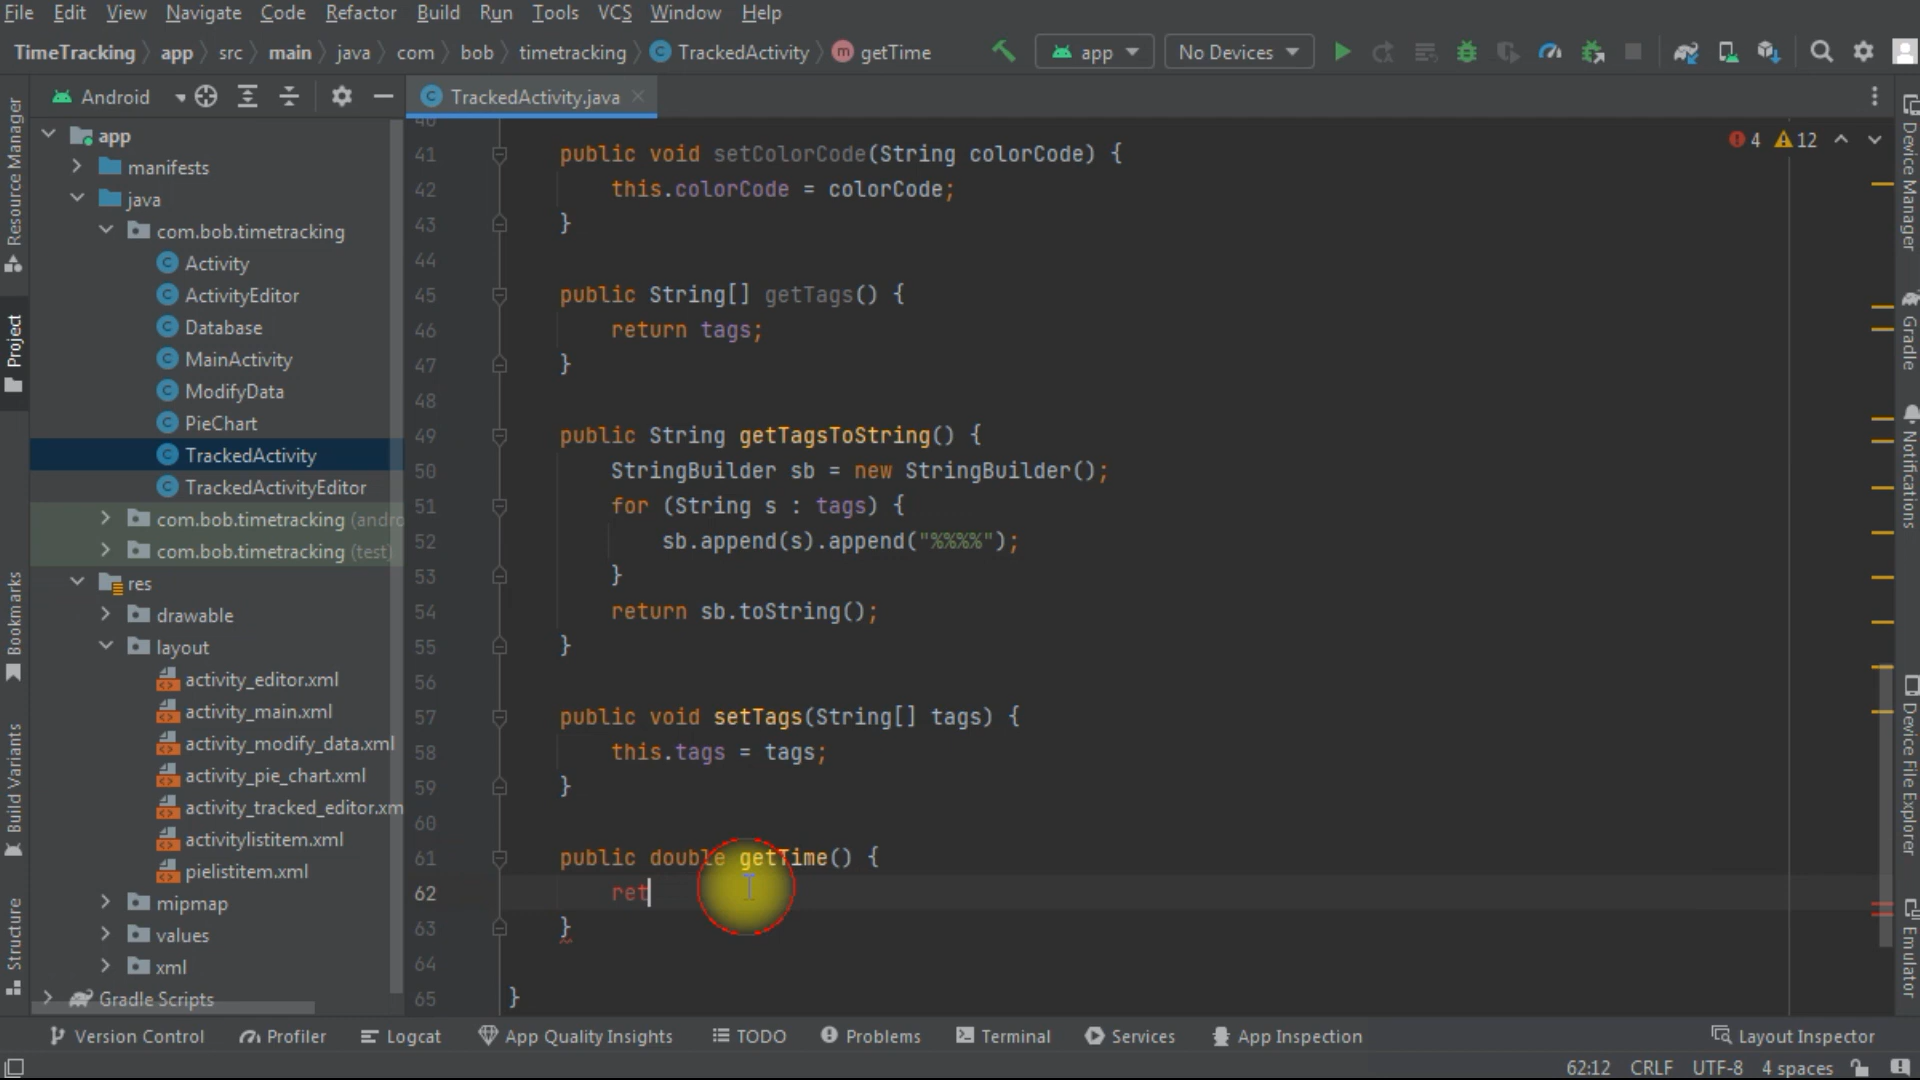 File Edit View Navigate Code Refactor Build Run Tools VCS Window Help
TimeTracking app src main java com bob timetracking TrackedActivity getTime app No Devices
Android TrackedActivity.java
4 12
app
manifests
java
com.bob.timetracking
Activity
ActivityEditor
Database
MainActivity
ModifyData
PieChart
TrackedActivity
TrackedActivityEditor
com.bob.timetracking (andro
com.bob.timetracking (test)
res
drawable
layout
activity_editor.xml
activity_main.xml
activity_modify_data.xml
activity_pie_chart.xml
activity_tracked_editor.xm
activitylistitem.xml
pielistitem.xml
mipmap
values
xml
Gradle Scripts
40
41 public void setColorCode(String colorCode) {
42 this.colorCode = colorCode;
43 }
44
45 public String[] getTags() {
46 return tags;
47 }
48
49 public String getTagsToString() {
50 StringBuilder sb = new StringBuilder();
51 for (String s : tags) {
52 sb.append(s).append("%%%%");
53 }
54 return sb.toString();
55 }
56
57 public void setTags(String[] tags) {
58 this.tags = tags;
59 }
60
61 public double getTime() {
62 ret
63 }
64
65 }
Resource Manager
Project
Bookmarks
Build Variants
Structure
Device Manager
Gradle
Notifications
Device File Explorer
Emulator
Version Control Profiler Logcat App Quality Insights TODO Problems Terminal Services App Inspection Layout Inspector
62:12 CRLF UTF-8 4 spaces